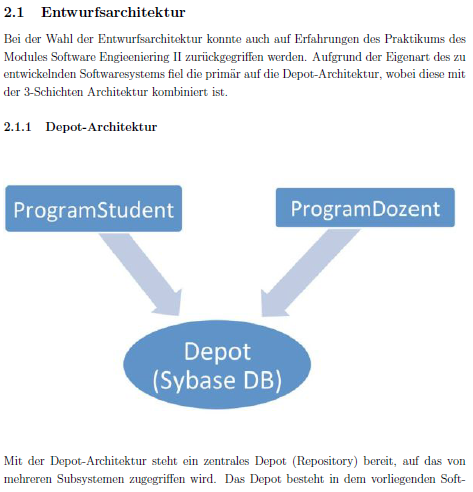 2.1 Entwurfsarchitektur
Bei der Wahl der Entwurfsarchitektur konnte auch auf Erfahrungen des Praktikums des
Modules Software Engieeniering II zurückgegriffen werden. Aufgrund der Eigenart des zu
entwickelnden Softwaresystems fiel die primär auf die Depot-Architektur, wobei diese mit
der 3-Schichten Architektur kombiniert ist.
2.1.1 Depot-Architektur
ProgramStudent
ProgramDozent
Depot
(Sybase DB)
Mit der Depot-Architektur steht ein zentrales Depot (Repository) bereit, auf das von
mehreren Subsystemen zugegriffen wird. Das Depot besteht in dem vorliegenden Soft-